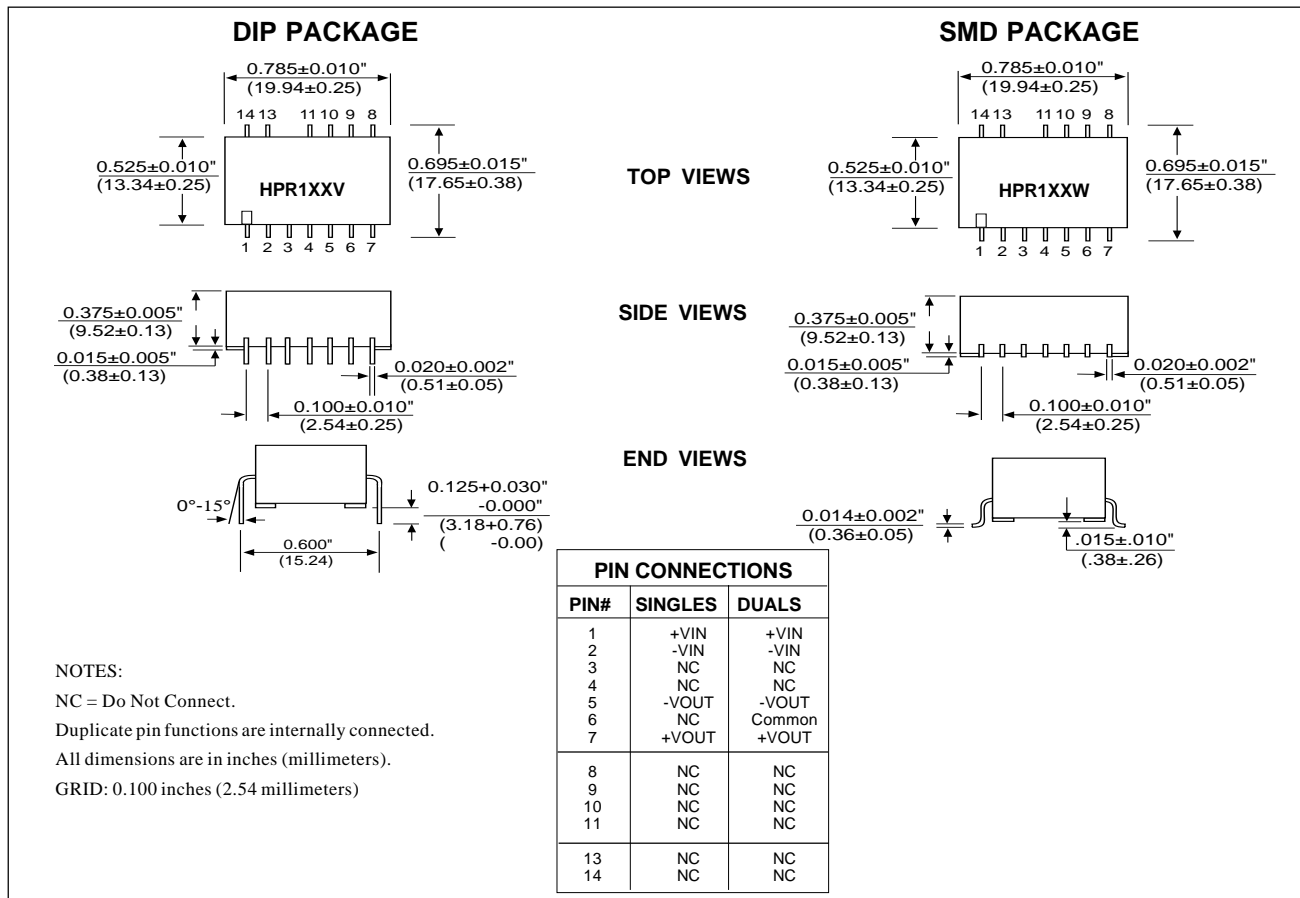 DIP PACKAGE
0.785±0.010"
(19.94±0.25)
14 13 11 10 9 8
0.525±0.010"
(13.34±0.25)
HPR1XXV
0.695±0.015"
(17.65±0.38)
1 2 3 4 5 6 7
TOP VIEWS
SMD PACKAGE
0.785±0.010"
(19.94±0.25)
14 13 11 10 9 8
0.525±0.010"
(13.34±0.25)
HPR1XXW
0.695±0.015"
(17.65±0.38)
1 2 3 4 5 6 7
0.375±0.005"
(9.52±0.13)
0.015±0.005"
(0.38±0.13)
0.020±0.002"
(0.51±0.05)
0.100±0.010"
(2.54±0.25)
SIDE VIEWS
0.375±0.005"
(9.52±0.13)
0.015±0.005"
(0.38±0.13)
0.020±0.002"
(0.51±0.05)
0.100±0.010"
(2.54±0.25)
0°-15°
0.125+0.030"
-0.000"
(3.18+0.76)
( -0.00)
0.600"
(15.24)
END VIEWS
0.014±0.002"
(0.36±0.05)
.015±.010"
(.38±.26)
PIN CONNECTIONS
PIN# SINGLES DUALS
1 +VIN +VIN
2 -VIN -VIN
3 NC NC
4 NC NC
5 -VOUT -VOUT
6 NC Common
7 +VOUT +VOUT
8 NC NC
9 NC NC
10 NC NC
11 NC NC
13 NC NC
14 NC NC
NOTES:
NC = Do Not Connect.
Duplicate pin functions are internally connected.
All dimensions are in inches (millimeters).
GRID: 0.100 inches (2.54 millimeters)